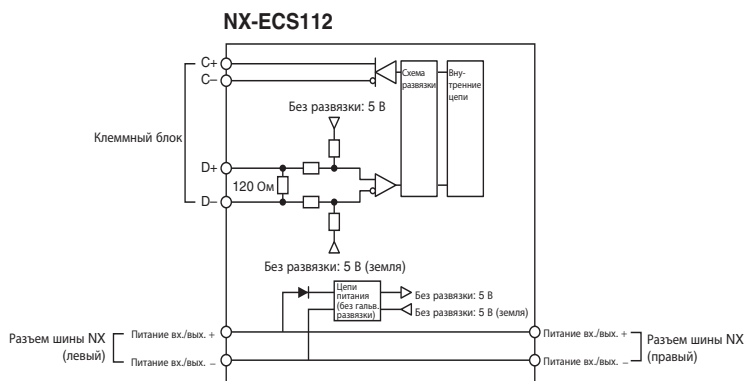 NX-ECS112
C+
C–
Схема развязки
Вну-тренние цепи
Без развязки: 5 В
Клеммный блок
D+
120 Ом
D–
Без развязки: 5 В (земля)
Цепи питания (без гальв. развязки)
Без развязки: 5 В
Без развязки: 5 В (земля)
Разъем шины NX (левый)
Питание вх./вых. +
Питание вх./вых. –
Питание вх./вых. +
Питание вх./вых. –
Разъем шины NX (правый)